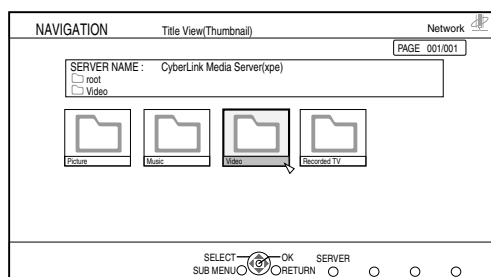 NAVIGATION Title View(Thumbnail) Network
PAGE 001/001
SERVER NAME : CyberLink Media Server(xpe)
root
Video
Picture Music Video Recorded TV
SELECT OK SERVER
SUB MENU RETURN